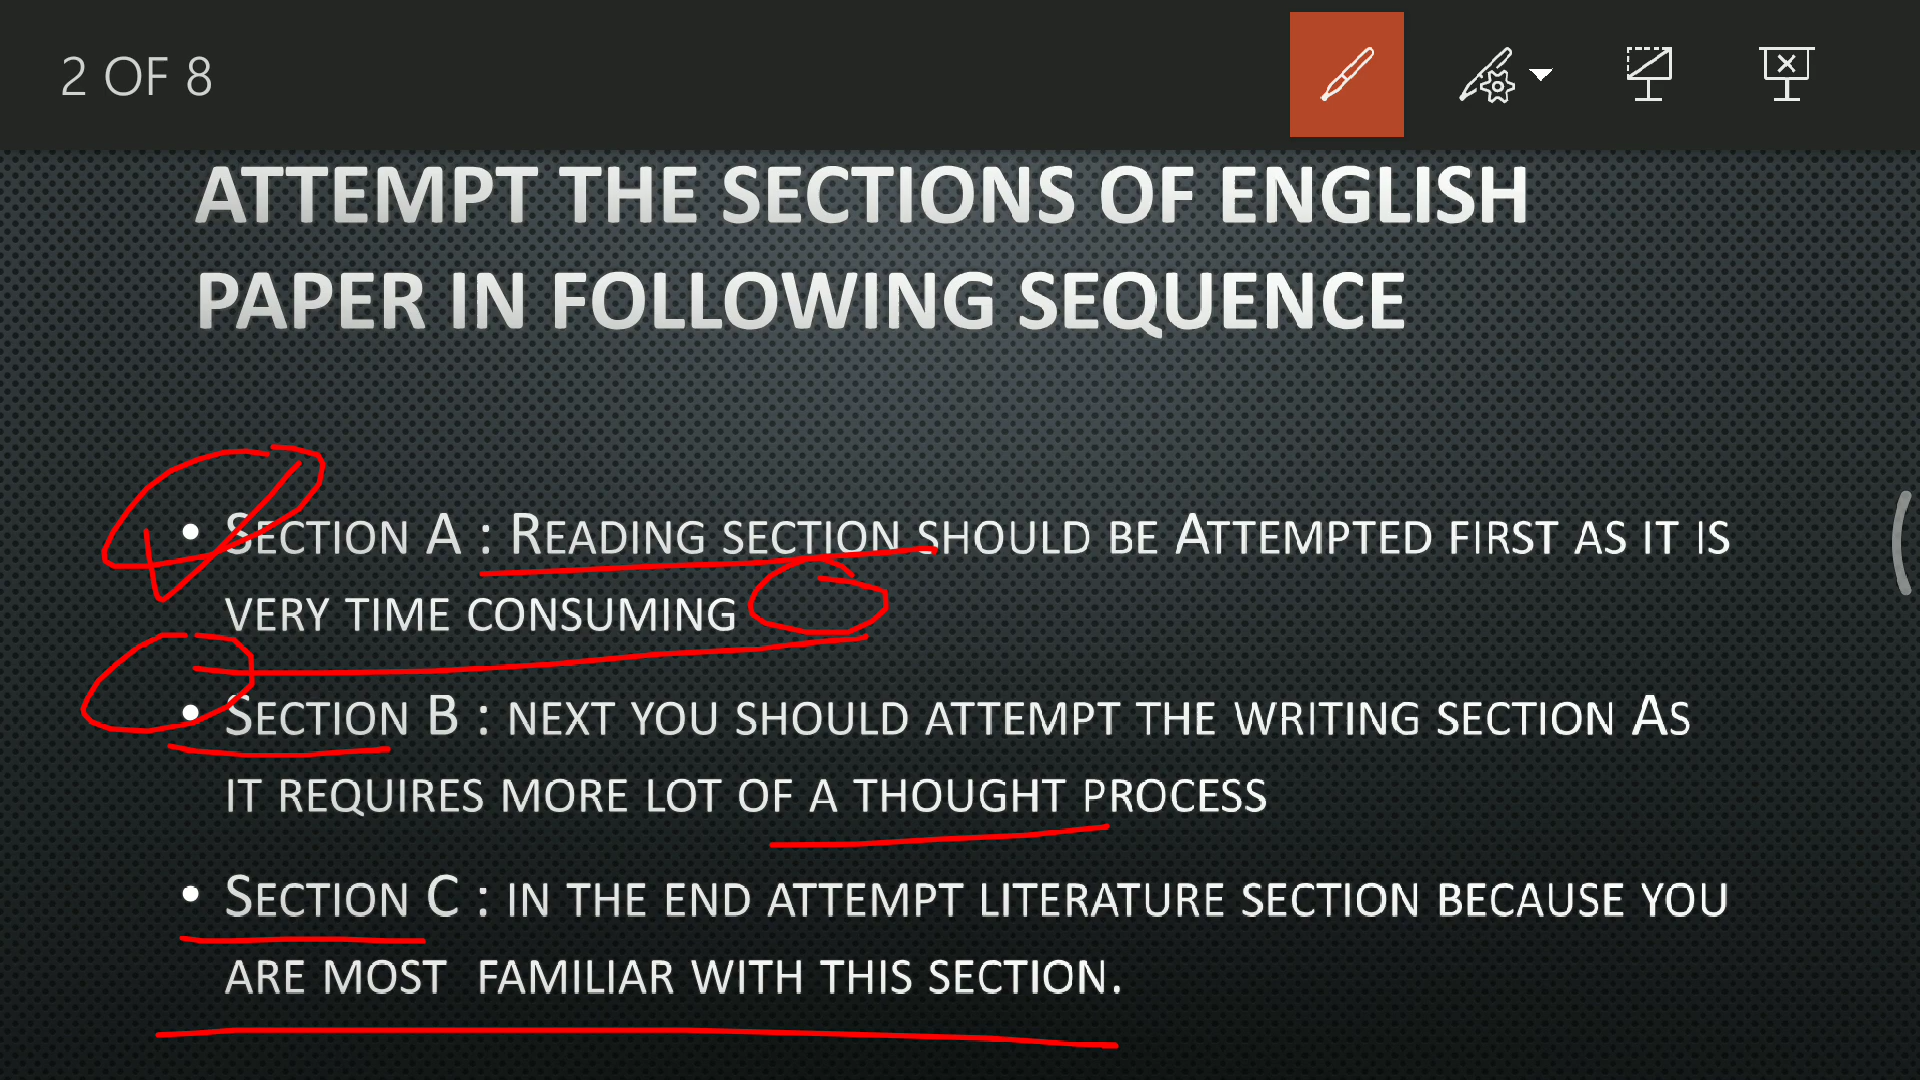 2 OF 8
ATTEMPT THE SECTIONS OF ENGLISH
PAPER IN FOLLOWING SEQUENCE
• SECTION A : READING SECTION SHOULD BE ATTEMPTED FIRST AS IT IS
VERY TIME CONSUMING
• SECTION B : NEXT YOU SHOULD ATTEMPT THE WRITING SECTION AS
IT REQUIRES MORE LOT OF A THOUGHT PROCESS
• SECTION C : IN THE END ATTEMPT LITERATURE SECTION BECAUSE YOU
ARE MOST FAMILIAR WITH THIS SECTION.